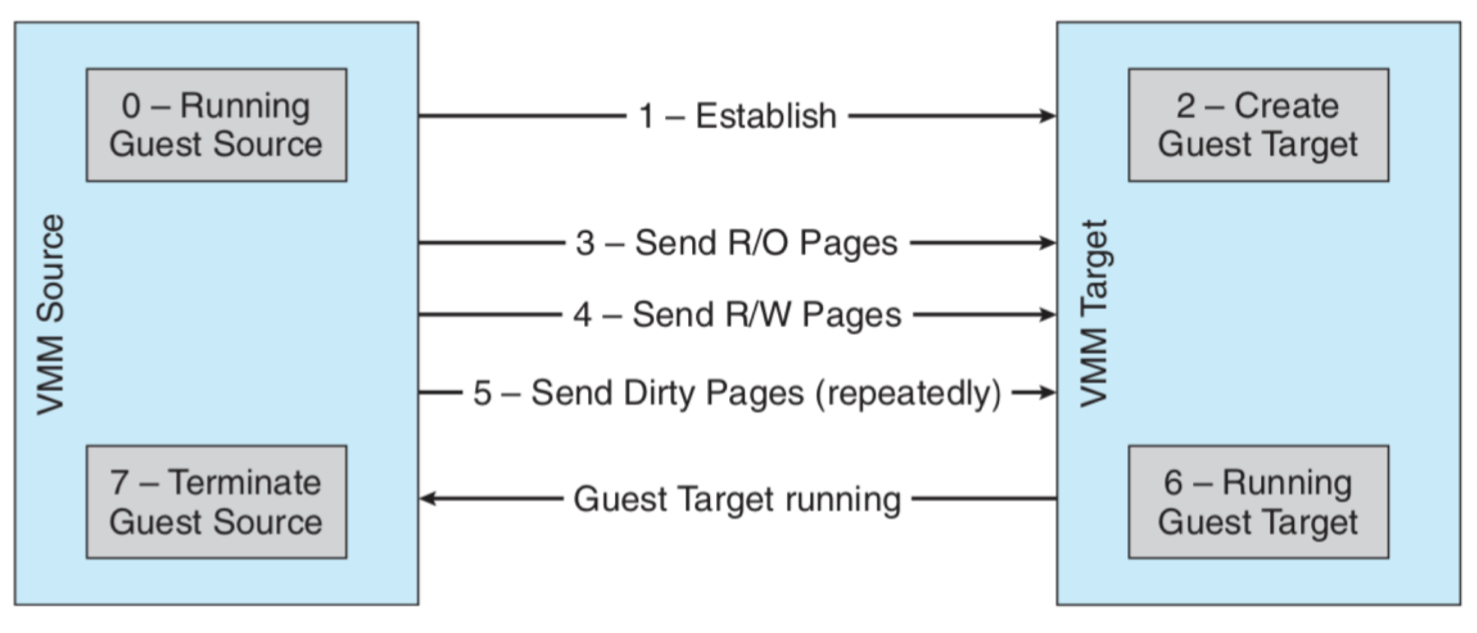 VMM Source
0 – Running
Guest Source
1 – Establish
2 – Create
Guest Target
3 – Send R/O Pages
4 – Send R/W Pages
5 – Send Dirty Pages (repeatedly)
VMM Target
7 – Terminate
Guest Source
Guest Target running
6 – Running
Guest Target